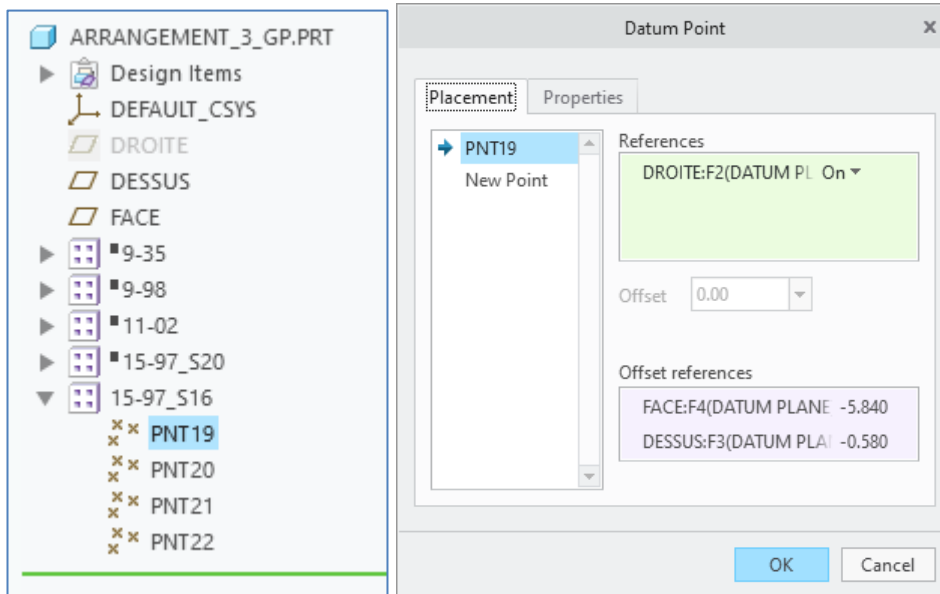 ARRANGEMENT_3_GP.PRT
Design Items
DEFAULT_CSYS
DROITE
DESSUS
FACE
9-35
9-98
11-02
15-97_S20
15-97_S16
PNT19
PNT20
PNT21
PNT22
Datum Point
Placement Properties
PNT19
New Point
References
DROITE:F2(DATUM PL On
Offset 0.00
Offset references
FACE:F4(DATUM PLANE -5.840
DESSUS:F3(DATUM PLA -0.580
OK Cancel